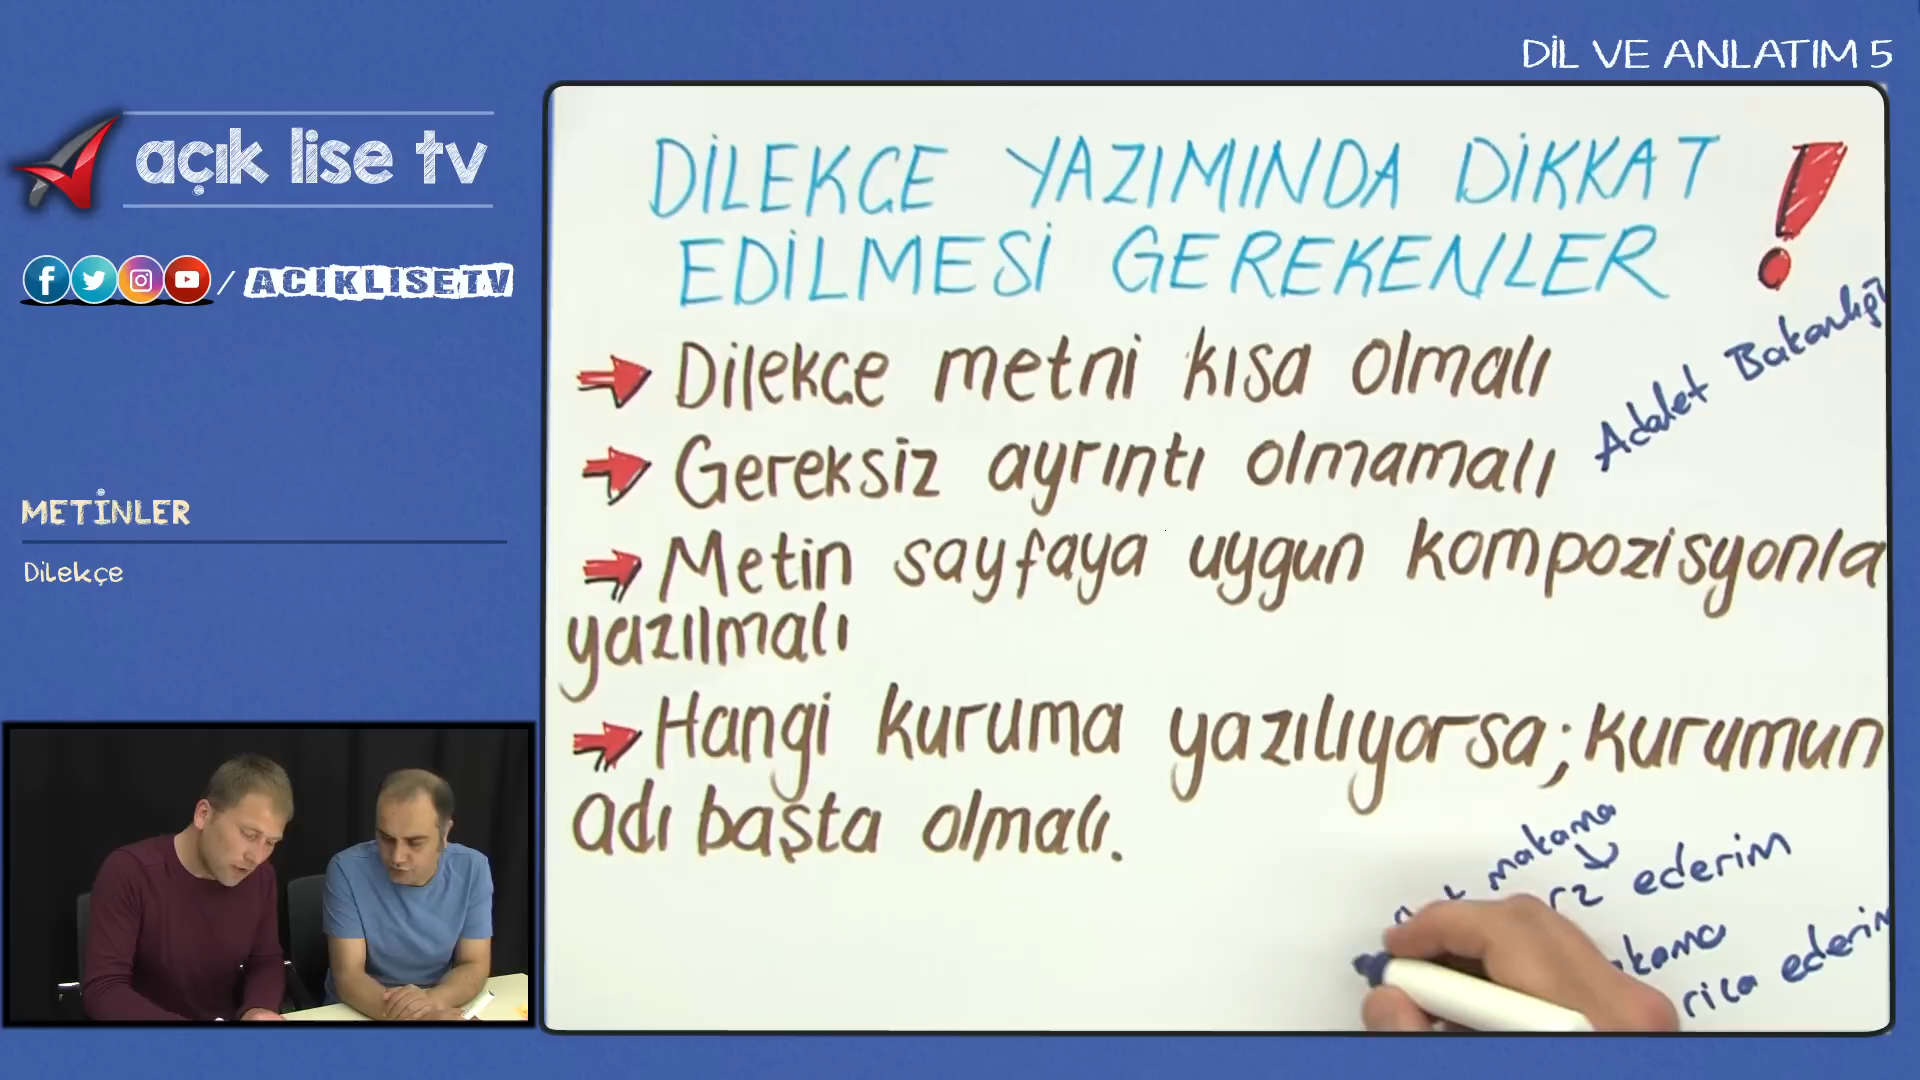 DİL VE ANLATIM 5
açık lise tv
/ ACIKLISETV
METİNLER
Dilekçe
DİLEKÇE YAZIMINDA DİKKAT
EDİLMESİ GEREKENLER !
Dilekçe metni kısa olmalı
Gereksiz ayrıntı olmamalı
Adalet Bakanlığı
Metin sayfaya uygun kompozisyonla
yazılmalı
Hangi kuruma yazılıyorsa; kurumun
adı başta olmalı.
makama
ederim
rica ederim